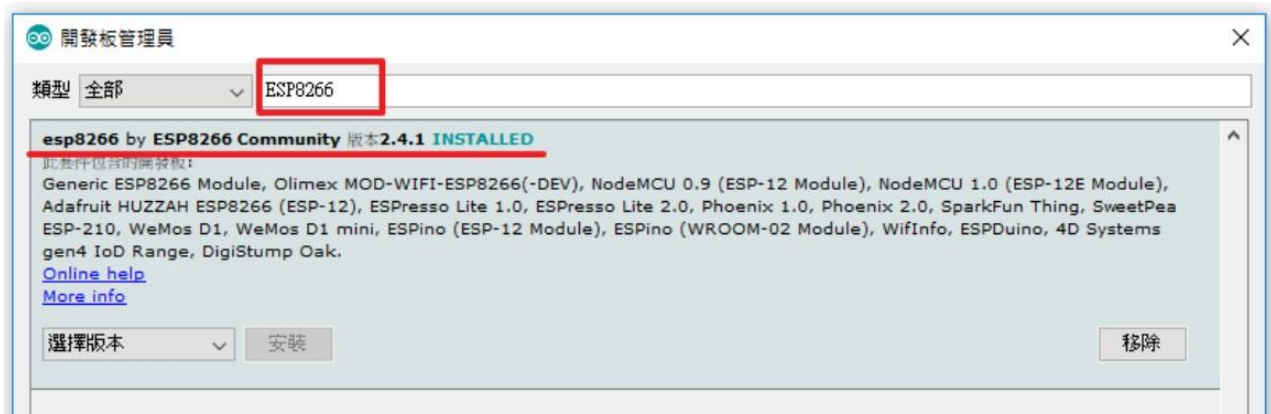 開發板管理員
類型 全部 ESP8266
esp8266 by ESP8266 Community 版本2.4.1 INSTALLED
此套件包含的開發板:
Generic ESP8266 Module, Olimex MOD-WIFI-ESP8266(-DEV), NodeMCU 0.9 (ESP-12 Module), NodeMCU 1.0 (ESP-12E Module),
Adafruit HUZZAH ESP8266 (ESP-12), ESPresso Lite 1.0, ESPresso Lite 2.0, Phoenix 1.0, Phoenix 2.0, SparkFun Thing, SweetPea
ESP-210, WeMos D1, WeMos D1 mini, ESPino (ESP-12 Module), ESPino (WROOM-02 Module), WifInfo, ESPDuino, 4D Systems
gen4 IoD Range, DigiStump Oak.
Online help
More info
選擇版本 安裝 移除